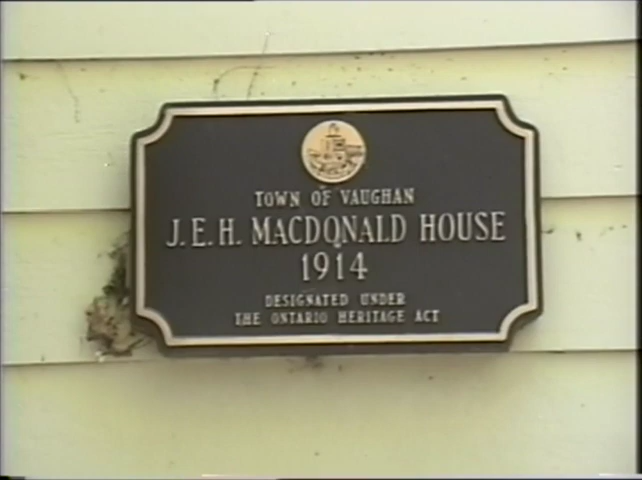 TOWN OF VAUGHAN
J.E.H. MACDONALD HOUSE
1914
DESIGNATED UNDER
THE ONTARIO HERITAGE ACT